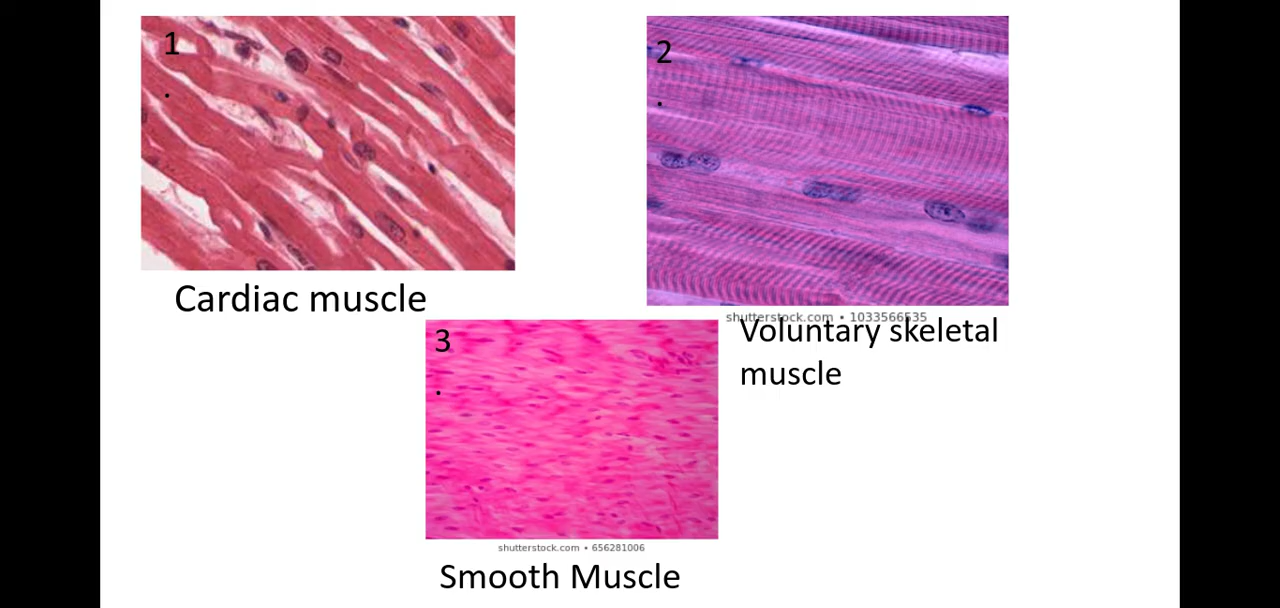 1
.
Cardiac muscle
2
.
shutterstock.com • 1033566535
Voluntary skeletal
muscle
3
.
shutterstock.com • 656281006
Smooth Muscle